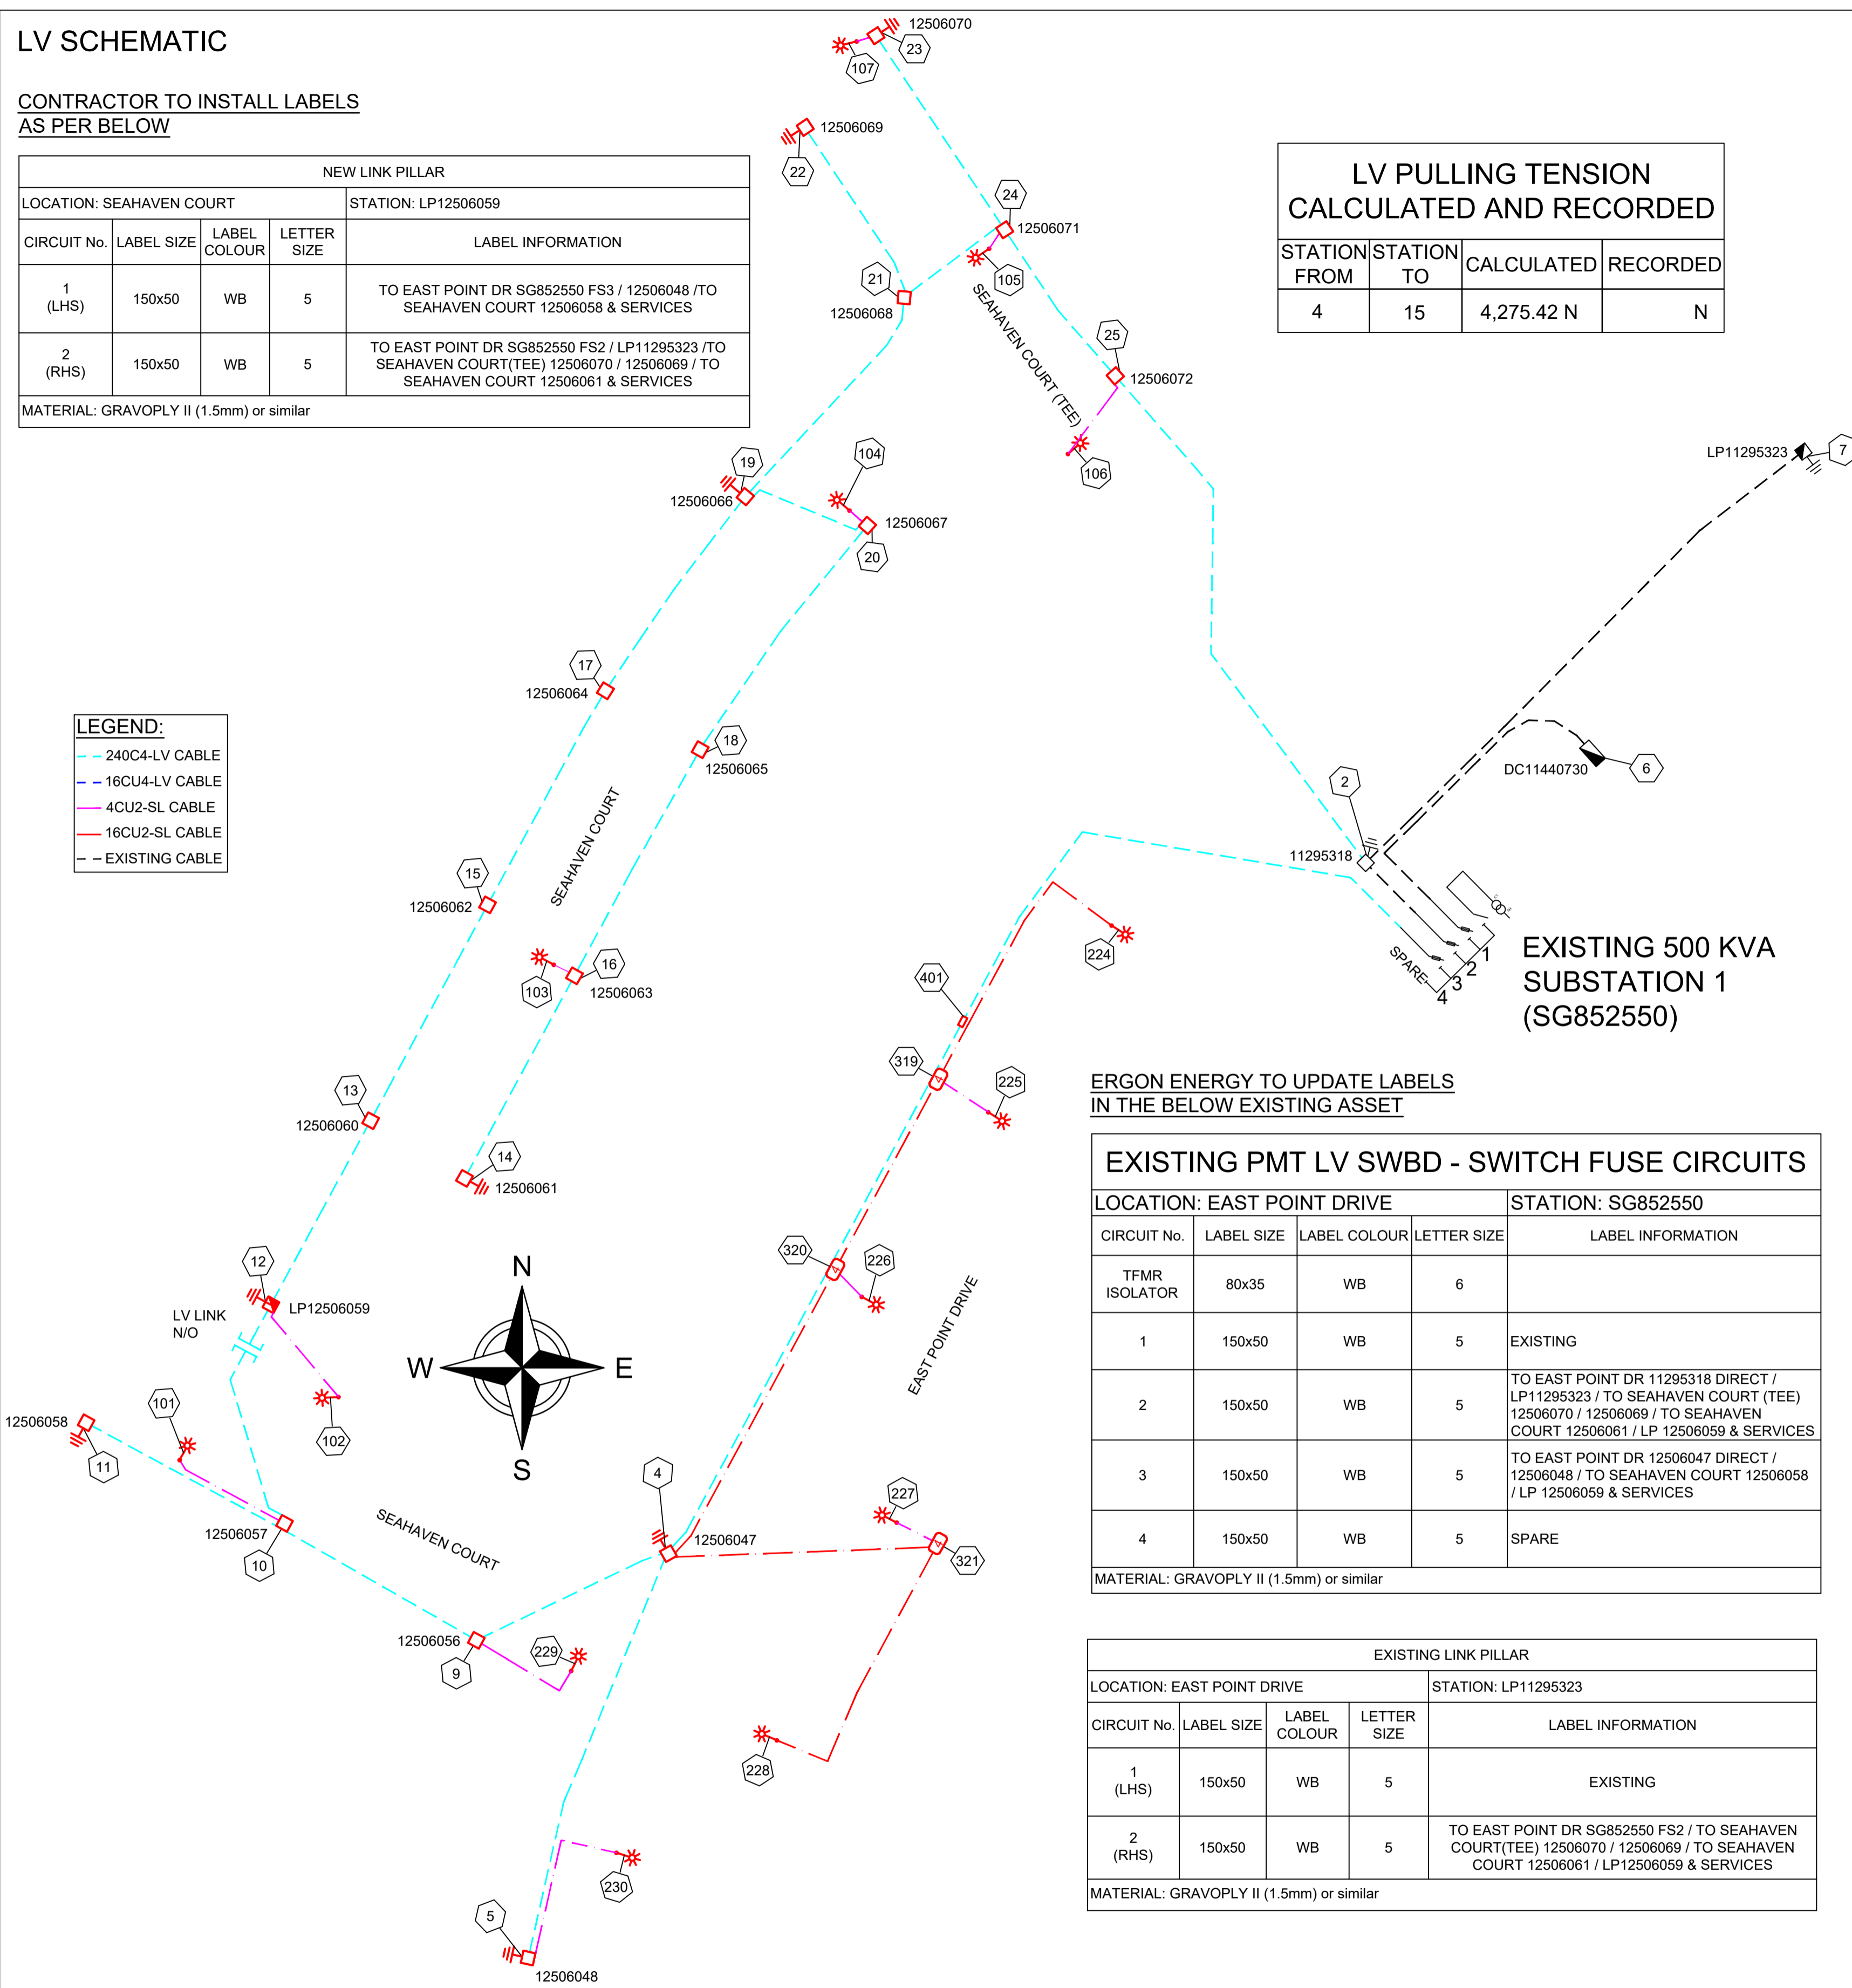 LV SCHEMATIC
CONTRACTOR TO INSTALL LABELS
AS PER BELOW
NEW LINK PILLAR
LOCATION: SEAHAVEN COURT STATION: LP12506059
CIRCUIT No. LABEL SIZE LABEL COLOUR LETTER SIZE LABEL INFORMATION
1 (LHS) 150x50 WB 5 TO EAST POINT DR SG852550 FS3 / 12506048 /TO
SEAHAVEN COURT 12506058 & SERVICES
2 (RHS) 150x50 WB 5 TO EAST POINT DR SG852550 FS2 / LP11295323 /TO
SEAHAVEN COURT(TEE) 12506070 / 12506069 / TO
SEAHAVEN COURT 12506061 & SERVICES
MATERIAL: GRAVOPLY II (1.5mm) or similar
12506070
23
107
12506069
22
24
12506071
105
21
12506068
SEAHAVEN COURT (TEE)
25
12506072
106
LV PULLING TENSION
CALCULATED AND RECORDED
STATION FROM STATION TO CALCULATED RECORDED
4 15 4,275.42 N N
LP11295323
7
19
104
12506066
12506067
20
17
12506064
18
12506065
LEGEND:
240C4-LV CABLE
16CU4-LV CABLE
4CU2-SL CABLE
16CU2-SL CABLE
EXISTING CABLE
DC11440730
6
2
11295318
SEAHAVEN COURT
15
12506062
16
103
12506063
224
401
SPARE
1
2
3
4
EXISTING 500 KVA
SUBSTATION 1
(SG852550)
319
4
225
13
12506060
14
12506061
320
4
226
EAST POINT DRIVE
12
LP12506059
LV LINK
N/O
N
W
E
S
101
102
12506058
11
12506057
10
SEAHAVEN COURT
4
12506047
227
4
321
12506056
9
229
228
230
5
12506048
ERGON ENERGY TO UPDATE LABELS
IN THE BELOW EXISTING ASSET
EXISTING PMT LV SWBD - SWITCH FUSE CIRCUITS
LOCATION: EAST POINT DRIVE STATION: SG852550
CIRCUIT No. LABEL SIZE LABEL COLOUR LETTER SIZE LABEL INFORMATION
TFMR ISOLATOR 80x35 WB 6
1 150x50 WB 5 EXISTING
2 150x50 WB 5 TO EAST POINT DR 11295318 DIRECT /
LP11295323 / TO SEAHAVEN COURT (TEE)
12506070 / 12506069 / TO SEAHAVEN
COURT 12506061 / LP 12506059 & SERVICES
3 150x50 WB 5 TO EAST POINT DR 12506047 DIRECT /
12506048 / TO SEAHAVEN COURT 12506058
/ LP 12506059 & SERVICES
4 150x50 WB 5 SPARE
MATERIAL: GRAVOPLY II (1.5mm) or similar
EXISTING LINK PILLAR
LOCATION: EAST POINT DRIVE STATION: LP11295323
CIRCUIT No. LABEL SIZE LABEL COLOUR LETTER SIZE LABEL INFORMATION
1 (LHS) 150x50 WB 5 EXISTING
2 (RHS) 150x50 WB 5 TO EAST POINT DR SG852550 FS2 / TO SEAHAVEN
COURT(TEE) 12506070 / 12506069 / TO SEAHAVEN
COURT 12506061 / LP12506059 & SERVICES
MATERIAL: GRAVOPLY II (1.5mm) or similar